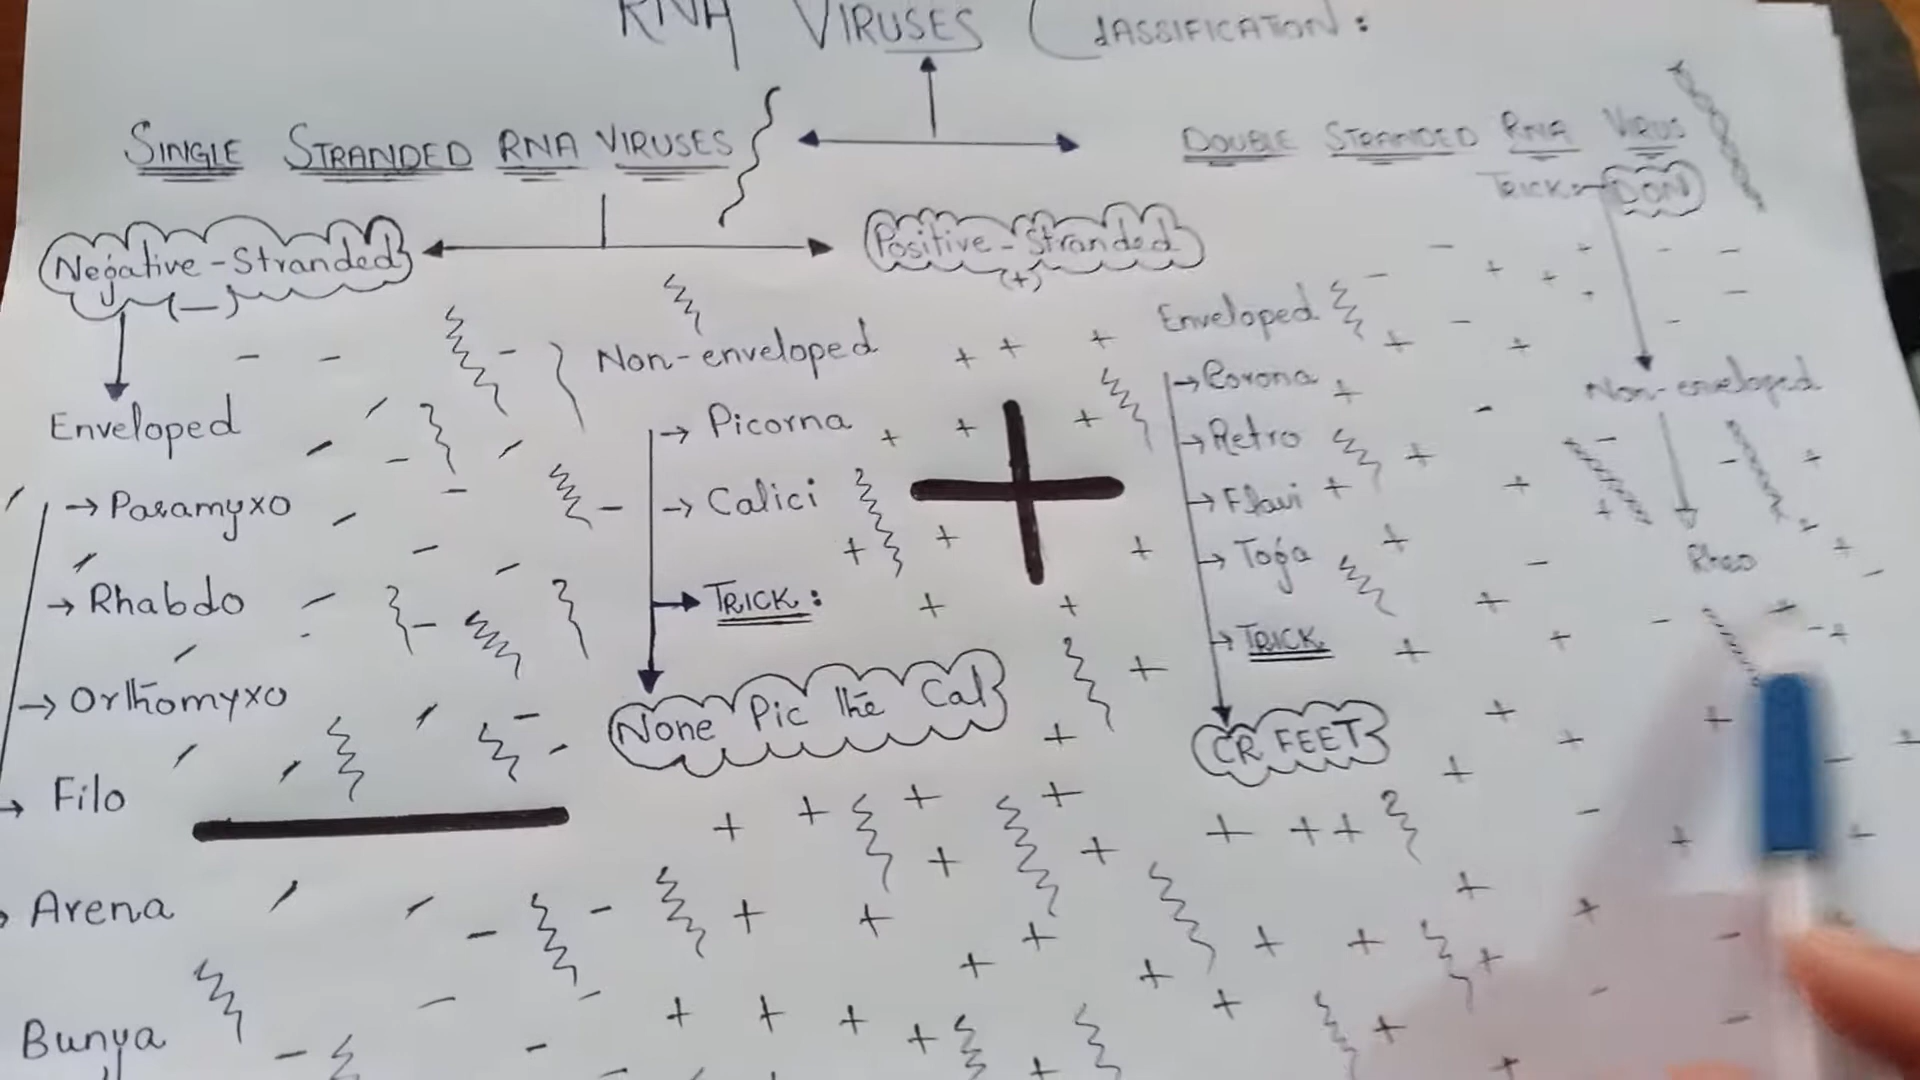 RNA VIRUSES CLASSIFICATION:
SINGLE STRANDED RNA VIRUSES
DOUBLE STRANDED RNA VIRUS
TRICK → DON
Negative-Stranded
(-)
Positive-Stranded
(+)
Enveloped
→ Paramyxo
→ Rhabdo
→ Orthomyxo
→ Filo
Arena
Bunya
Non-enveloped
→ Picorna
→ Calici
→ TRICK:
None Pic the Cal
Enveloped
→ Corona
→ Retro
→ Flavi
→ Toga
→ TRICK
CR FEET
Non-enveloped